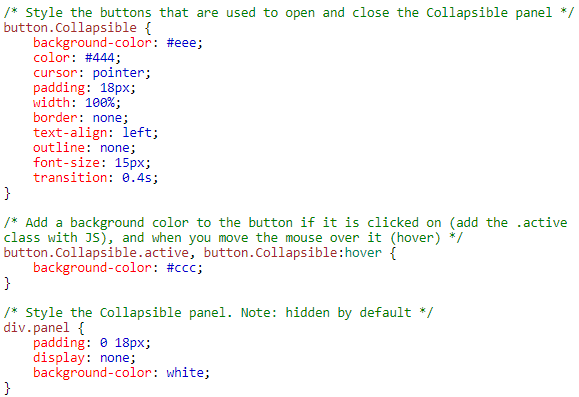 /* Style the buttons that are used to open and close the Collapsible panel */
button.Collapsible {
    background-color: #eee;
    color: #444;
    cursor: pointer;
    padding: 18px;
    width: 100%;
    border: none;
    text-align: left;
    outline: none;
    font-size: 15px;
    transition: 0.4s;
}

/* Add a background color to the button if it is clicked on (add the .active
class with JS), and when you move the mouse over it (hover) */
button.Collapsible.active, button.Collapsible:hover {
    background-color: #ccc;
}

/* Style the Collapsible panel. Note: hidden by default */
div.panel {
    padding: 0 18px;
    display: none;
    background-color: white;
}